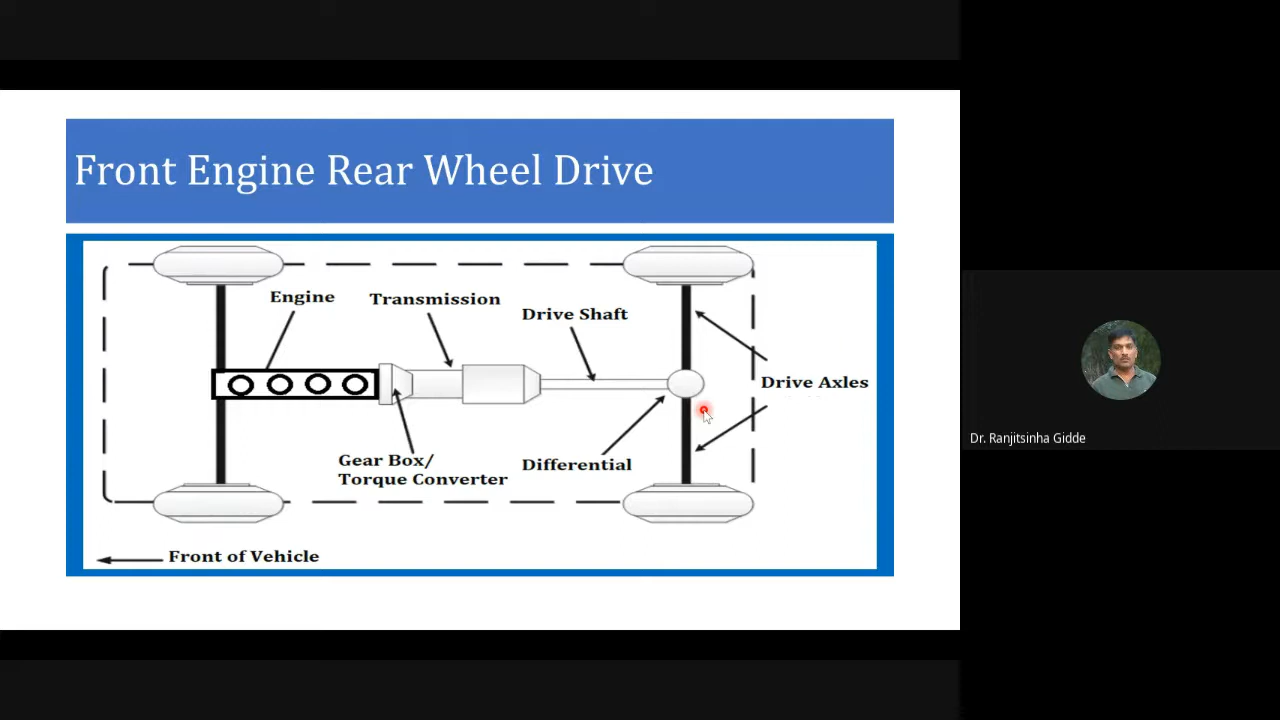 Front Engine Rear Wheel Drive
Engine
Transmission
Drive Shaft
Drive Axles
Gear Box/
Torque Converter
Differential
Front of Vehicle
Dr. Ranjitsinha Gidde